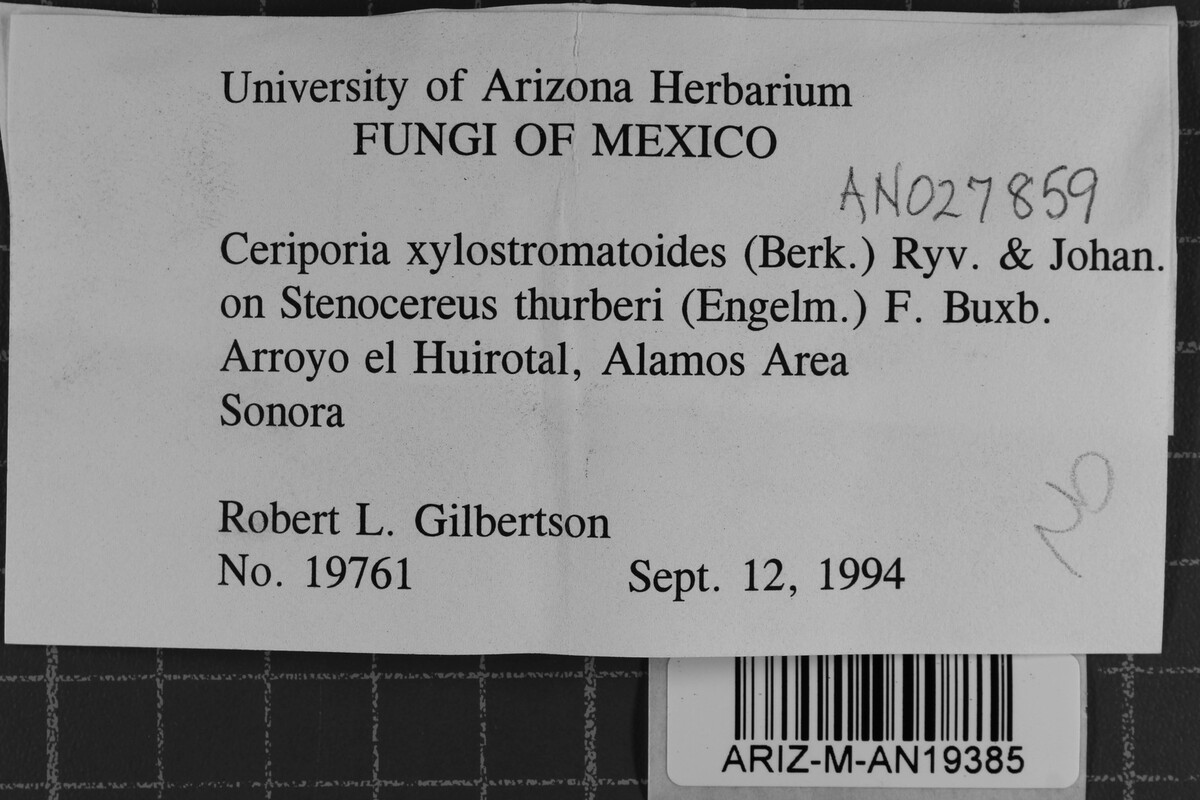 University of Arizona Herbarium
FUNGI OF MEXICO
AN027859
Ceriporia xylostromatoides (Berk.) Ryv. & Johan.
on Stenocereus thurberi (Engelm.) F. Buxb.
Arroyo el Huirotal, Alamos Area
Sonora
Robert L. Gilbertson
No. 19761 Sept. 12, 1994
ARIZ-M-AN19385